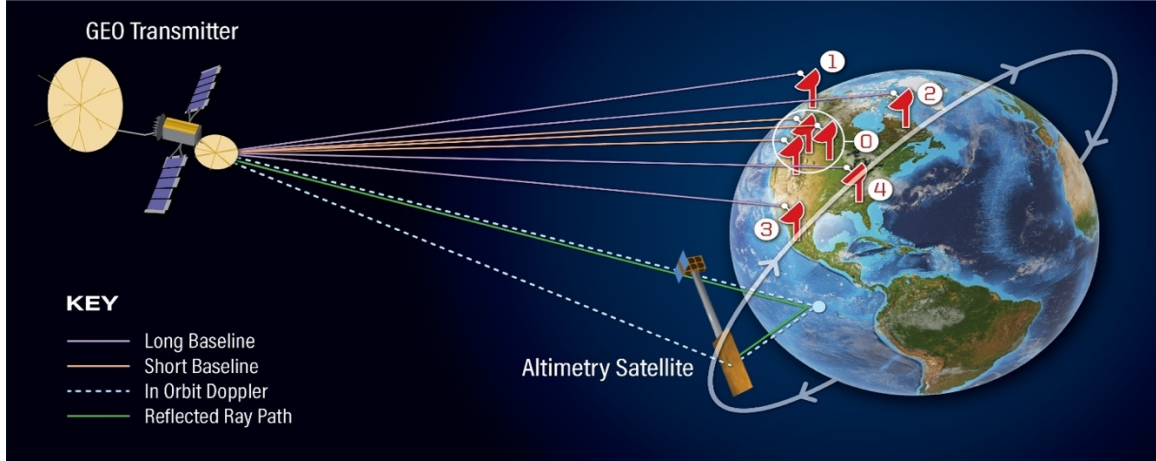 GEO Transmitter
1
2
0
4
3
Altimetry Satellite
KEY
Long Baseline
Short Baseline
In Orbit Doppler
Reflected Ray Path